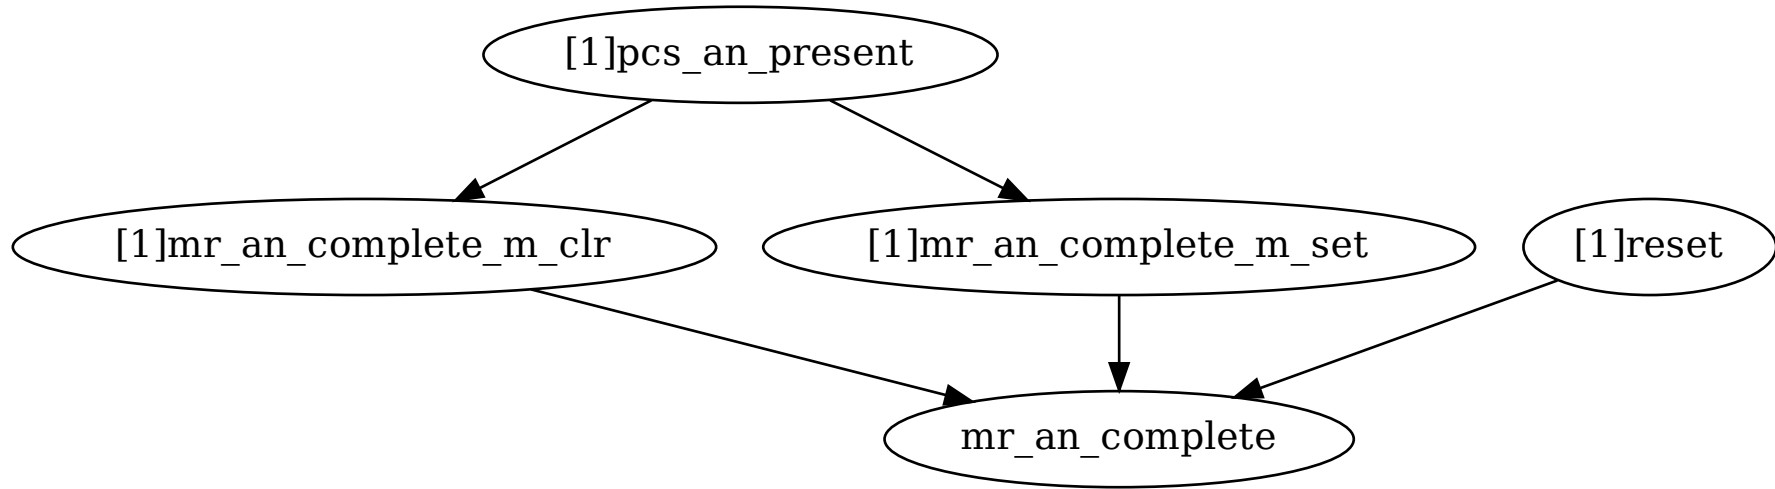 [1]pcs_an_present
[1]mr_an_complete_m_clr
[1]mr_an_complete_m_set
[1]reset
mr_an_complete